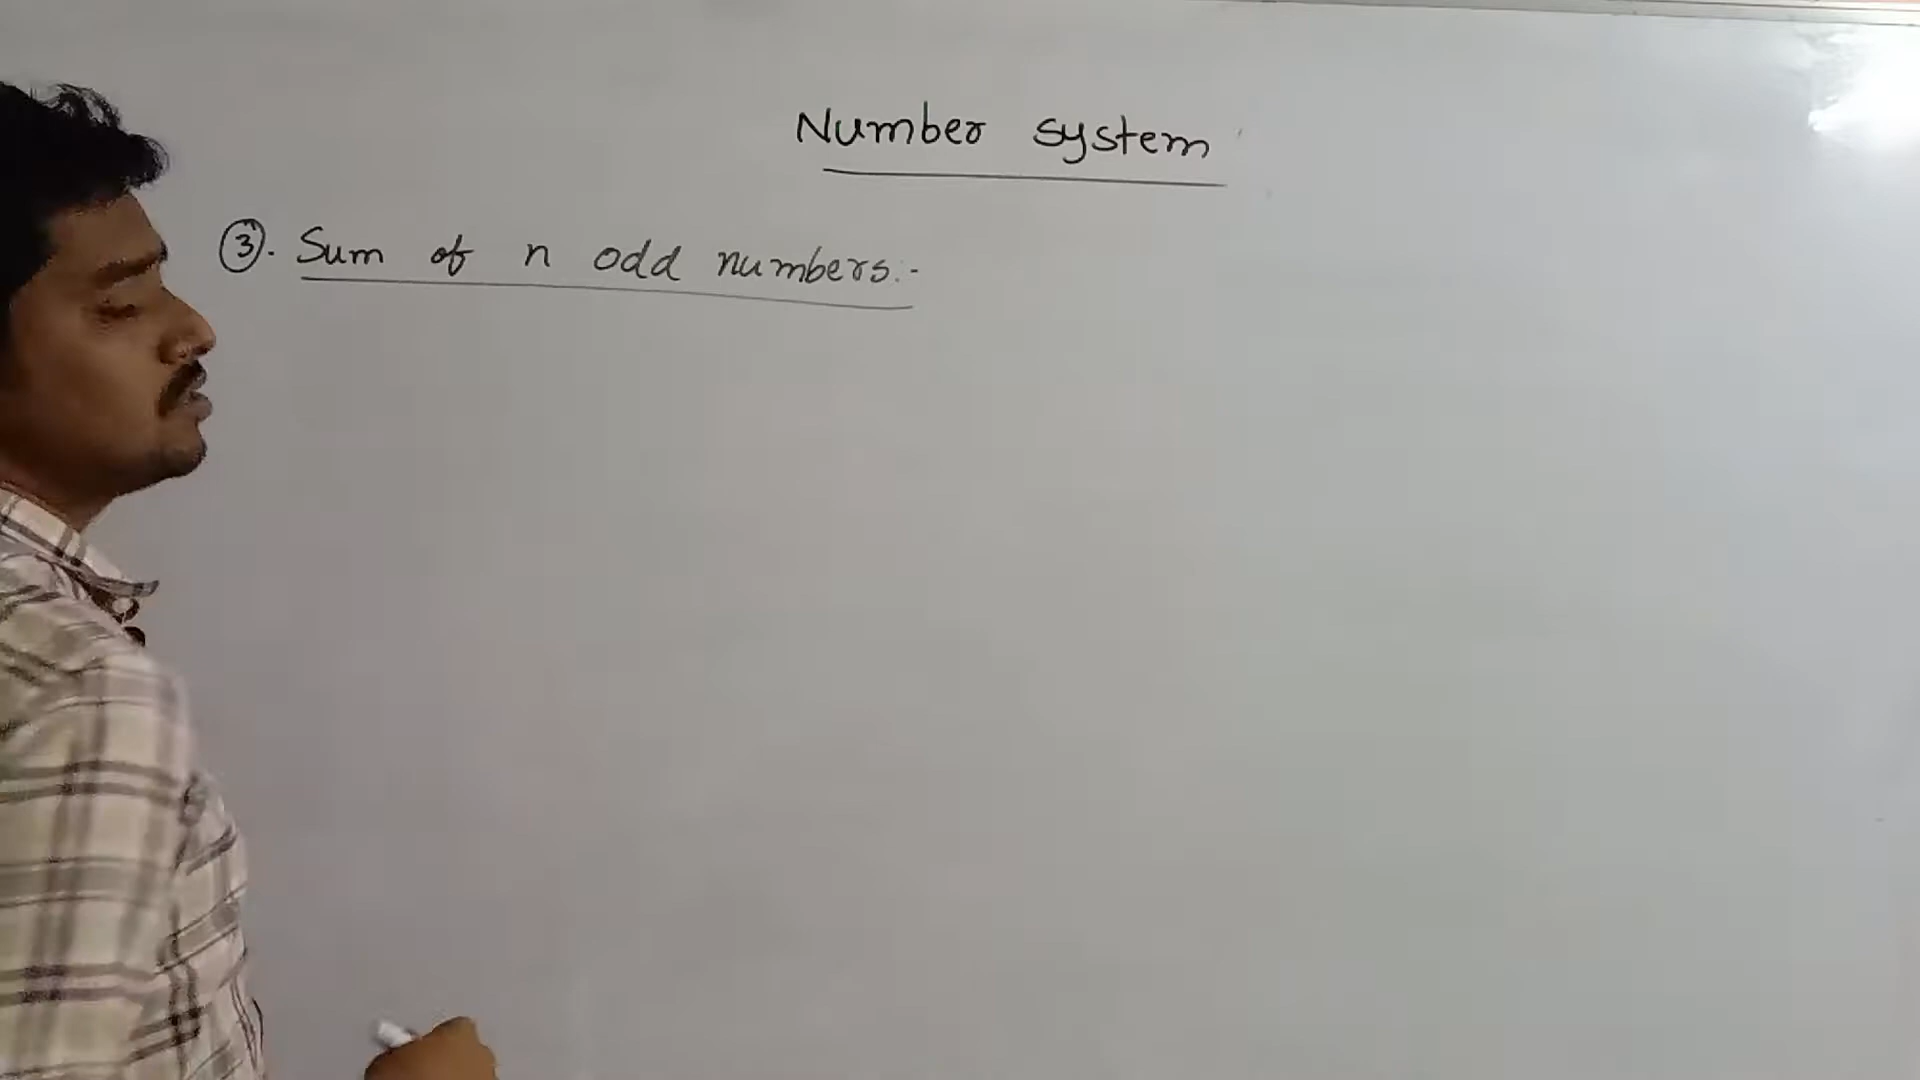 Number system
③. Sum of n odd numbers:-